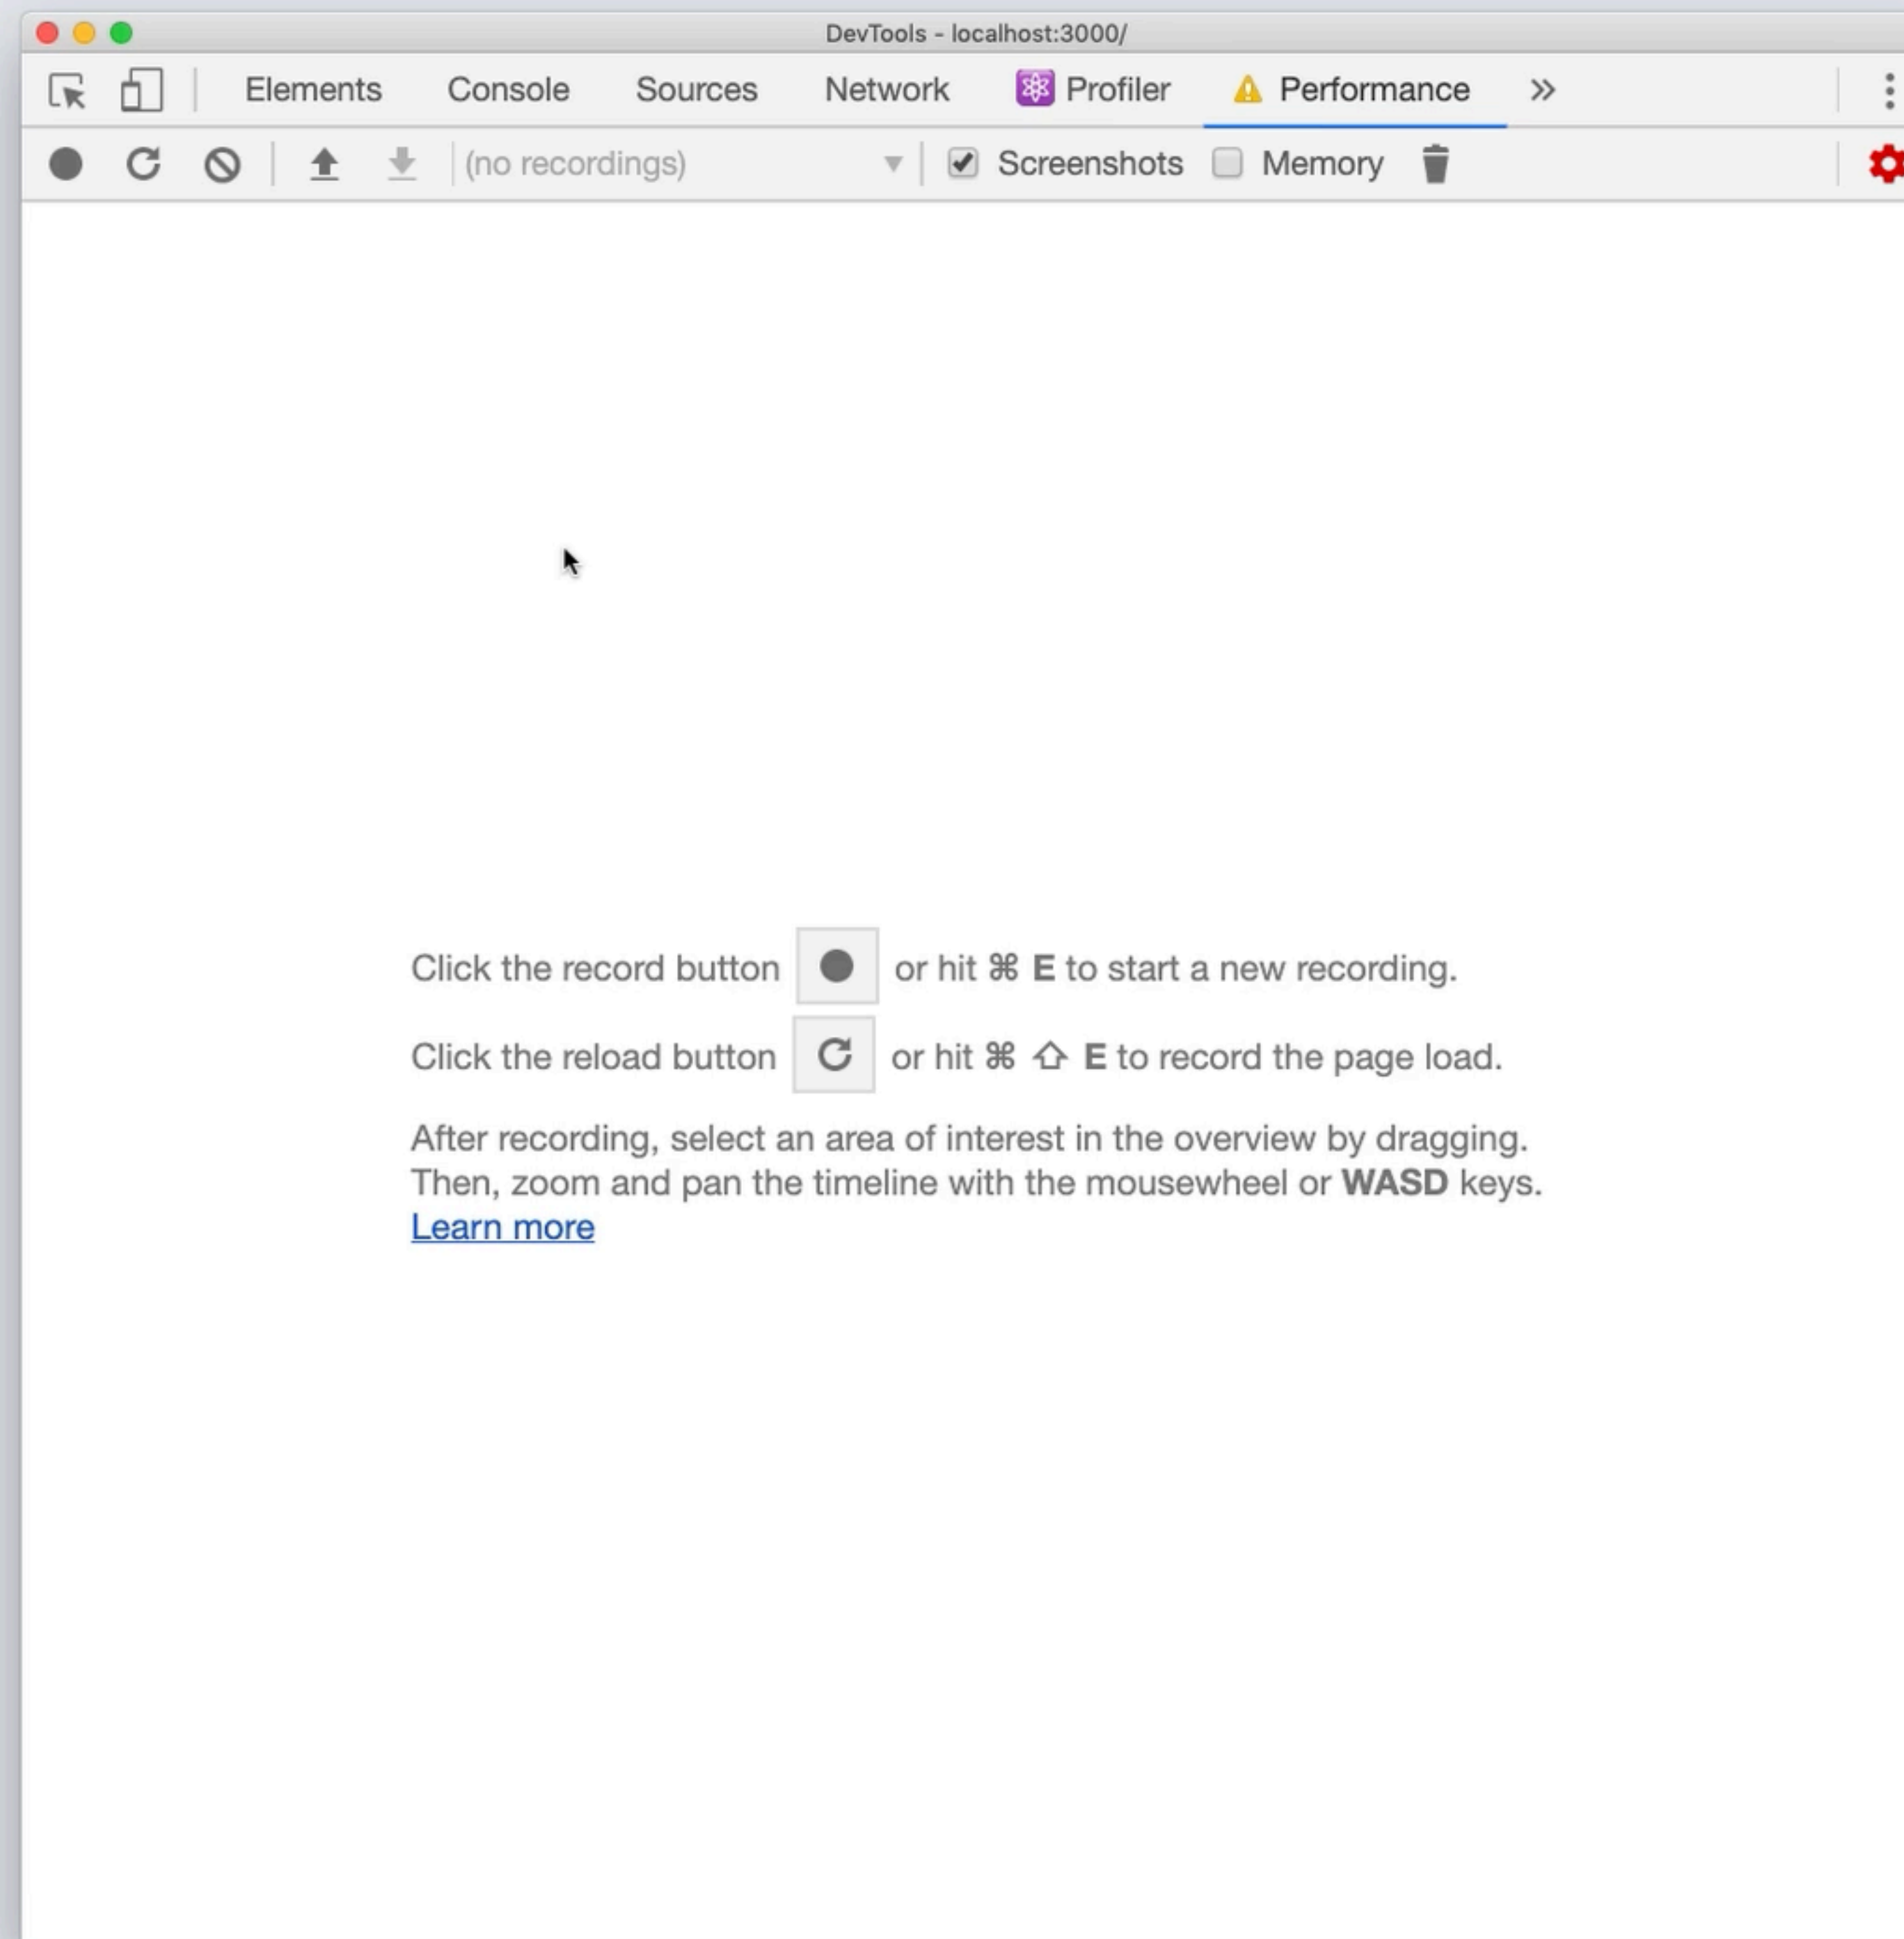 DevTools - localhost:3000/
Elements Console Sources Network Profiler Performance »
(no recordings) Screenshots Memory
Click the record button or hit ⌘ E to start a new recording.
Click the reload button or hit ⌘ ⇧ E to record the page load.
After recording, select an area of interest in the overview by dragging.
Then, zoom and pan the timeline with the mousewheel or WASD keys.
Learn more